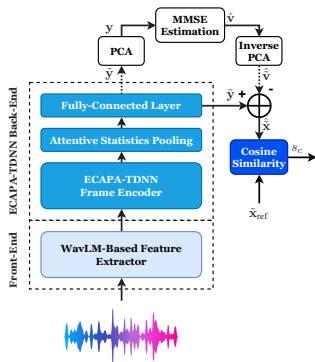 y
MMSE
Estimation
v̂
PCA
Inverse
PCA
ỹ
v̂̃
Fully-Connected Layer
ỹ + -
x̂̃
Attentive Statistics Pooling
ECAPA-TDNN
Frame Encoder
Cosine
Similarity
s_c
x̃_ref
WavLM-Based Feature
Extractor
ECAPA-TDNN Back-End
Front-End